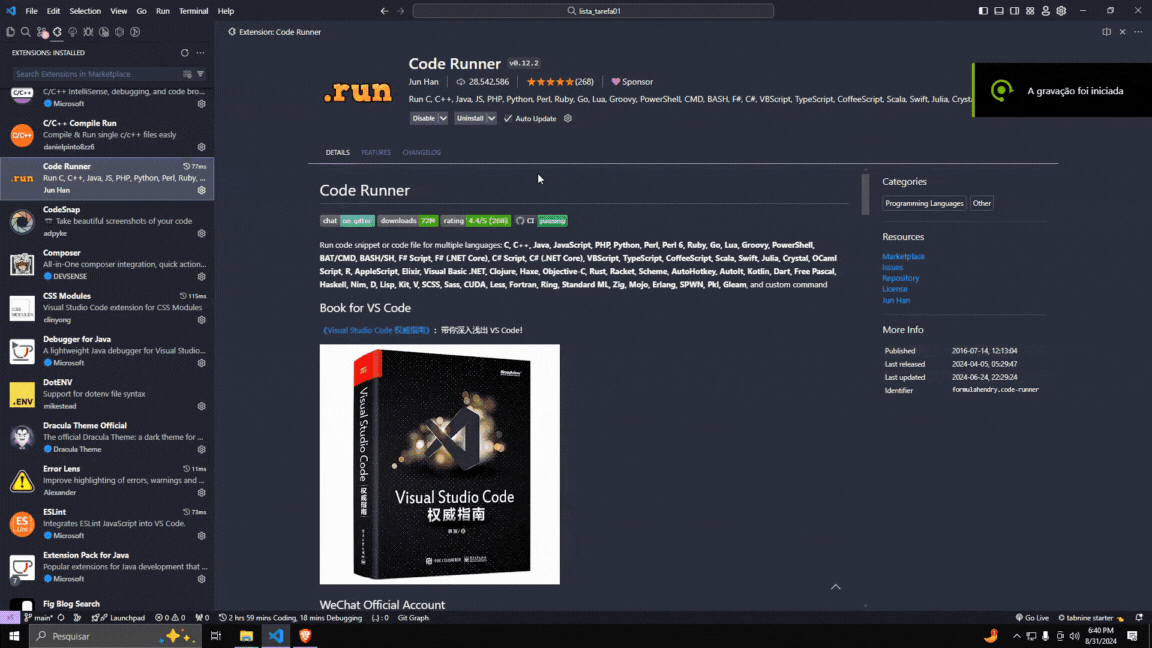 File Edit Selection View Go Run Terminal Help
lista_tarefa01
EXTENSIONS: INSTALLED
Search Extensions in Marketplace
C/C++
C/C++ IntelliSense, debugging, and code bro...
Microsoft
C/C++
C/C++ Compile Run
Compile & Run single c/c++ files easly
danielpinto8zz6
.run
Code Runner 77ms
Run C, C++, Java, JS, PHP, Python, Perl, Ruby, ...
Jun Han
CodeSnap
Take beautiful screenshots of your code
adpyke
Composer
All-in-One composer integration, quick action...
DEVSENSE
CSS Modules 115ms
Visual Studio Code extension for CSS Modules
clinyong
Debugger for Java
A lightweight Java debugger for Visual Studio...
Microsoft
.ENV
DotENV
Support for dotenv file syntax
mikestead
Dracula Theme Official
The official Dracula Theme: a dark theme for ...
Dracula Theme
Error Lens 11ms
Improve highlighting of errors, warnings and ...
Alexander
ES
Lint
ESLint 73ms
Integrates ESLint JavaScript into VS Code.
Microsoft
7
Extension Pack for Java
Popular extensions for Java development that ...
Microsoft
Fig Blog Search
Extension: Code Runner
.run
Code Runner v0.12.2
Jun Han 28,542,586 (268) Sponsor
Run C, C++, Java, JS, PHP, Python, Perl, Ruby, Go, Lua, Groovy, PowerShell, CMD, BASH, F#, C#, VBScript, TypeScript, CoffeeScript, Scala, Swift, Julia, Crysta
Disable Uninstall Auto Update
A gravação foi iniciada
DETAILS FEATURES CHANGELOG
Code Runner
chat on gitter downloads 72M rating 4.4/5 (268) CI passing
Run code snippet or code file for multiple languages: C, C++, Java, JavaScript, PHP, Python, Perl, Perl 6, Ruby, Go, Lua, Groovy, PowerShell,
BAT/CMD, BASH/SH, F# Script, F# (.NET Core), C# Script, C# (.NET Core), VBScript, TypeScript, CoffeeScript, Scala, Swift, Julia, Crystal, OCaml
Script, R, AppleScript, Elixir, Visual Basic .NET, Clojure, Haxe, Objective-C, Rust, Racket, Scheme, AutoHotkey, AutoIt, Kotlin, Dart, Free Pascal,
Haskell, Nim, D, Lisp, Kit, V, SCSS, Sass, CUDA, Less, Fortran, Ring, Standard ML, Zig, Mojo, Erlang, SPWN, Pkl, Gleam, and custom command
Book for VS Code
《Visual Studio Code 权威指南》：带你深入浅出 VS Code!
Visual Studio Code 权威指南
Visual Studio Code
权威指南
WeChat Official Account
Categories
Programming Languages Other
Resources
Marketplace
Issues
Repository
License
Jun Han
More Info
Published 2016-07-14, 12:13:04
Last released 2024-04-05, 05:29:47
Last updated 2024-06-24, 22:29:24
Identifier formulahendry.code-runner
main* Launchpad 0 0 0 2 hrs 59 mins Coding, 18 mins Debugging {..} : 0 Git Graph Go Live tabnine starter
Pesquisar
6:40 PM
8/31/2024